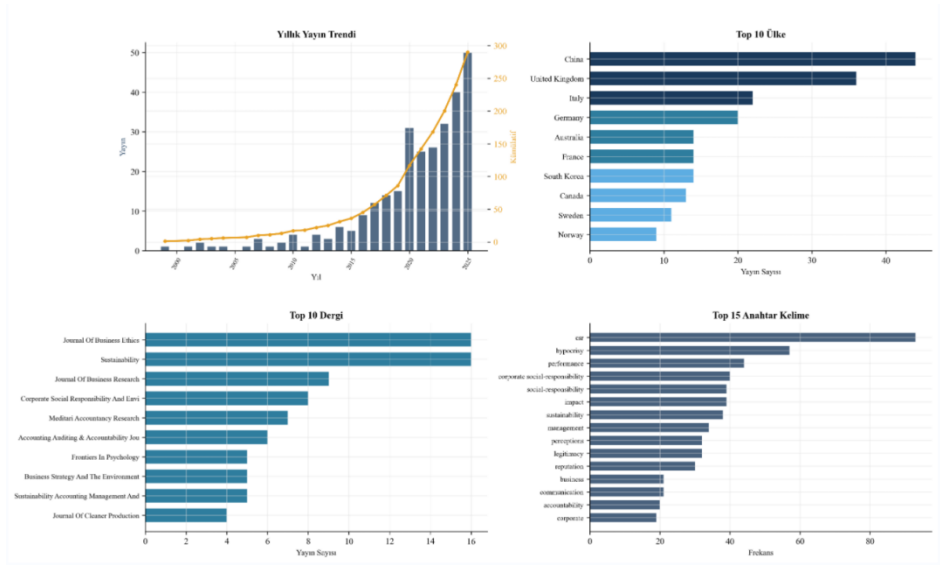 Yıllık Yayın Trendi
50
40
30
20
10
0
Yayın
300
250
200
150
100
50
0
Kümülatif
2000
2005
2010
2015
2020
2025
Yıl
Top 10 Ülke
China
United Kingdom
Italy
Germany
Australia
France
South Korea
Canada
Sweden
Norway
0
10
20
30
40
Yayın Sayısı
Top 10 Dergi
Journal Of Business Ethics
Sustainability
Journal Of Business Research
Corporate Social Responsibility And Envi
Meditari Accountancy Research
Accounting Auditing & Accountability Jou
Frontiers In Psychology
Business Strategy And The Environment
Sustainability Accounting Management And
Journal Of Cleaner Production
0
2
4
6
8
10
12
14
16
Yayın Sayısı
Top 15 Anahtar Kelime
csr
hypocrisy
performance
corporate social-responsibility
social-responsibility
impact
sustainability
management
perceptions
legitimacy
reputation
business
communication
accountability
corporate
0
20
40
60
80
Frekans